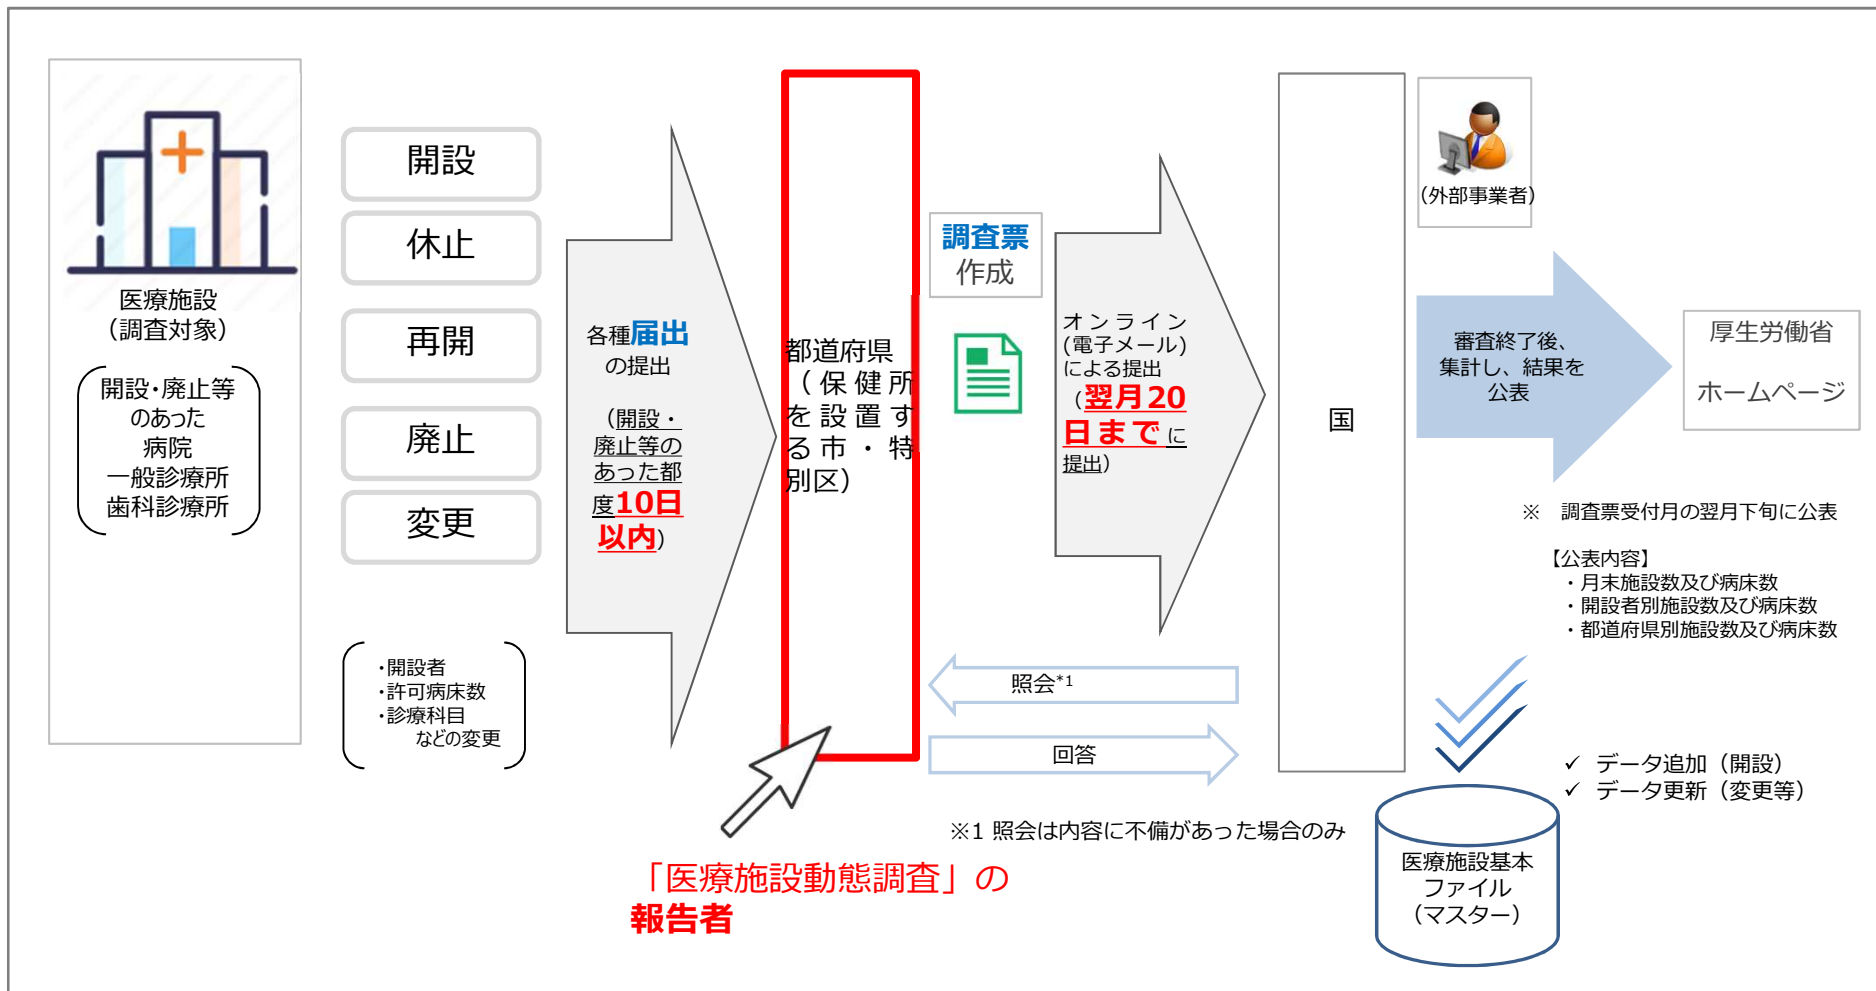 医療施設
（調査対象）
開設・廃止等
のあった
病院
一般診療所
歯科診療所
開設
休止
再開
廃止
変更
・開設者
・許可病床数
・診療科目
などの変更
各種届出
の提出
（開設・
廃止等の
あった都
度10日
以内）
都道府県
（保健所
を設置す
る市・特
別区）
調査票
作成
オンライン
(電子メール)
による提出
（翌月20
日までに
提出）
照会*1
回答
※1 照会は内容に不備があった場合のみ
「医療施設動態調査」の
報告者
国
（外部事業者）
審査終了後、
集計し、結果を
公表
厚生労働省
ホームページ
※　調査票受付月の翌月下旬に公表
【公表内容】
・月末施設数及び病床数
・開設者別施設数及び病床数
・都道府県別施設数及び病床数
✓ データ追加（開設）
✓ データ更新（変更等）
医療施設基本
ファイル
（マスター）